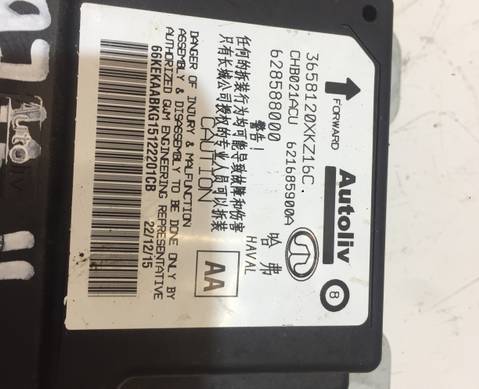 Autoliv
B
FORWARD
3658120XKZ16C.
CHB021ACU 621685900A
628588000
哈弗
HAVAL
AA
警告!
CAUTION
任何的拆装行为均可能导致故障和伤害
只有长城公司授权的专业人员可以拆装
DANGER OF INJURY & MALFUNCTION
ASSEMBLY & DISASSEMBLY TO BE DONE ONLY BY
AUTHORIZED GWM ENGINEERING REPRESENTATIVE
22/12/15